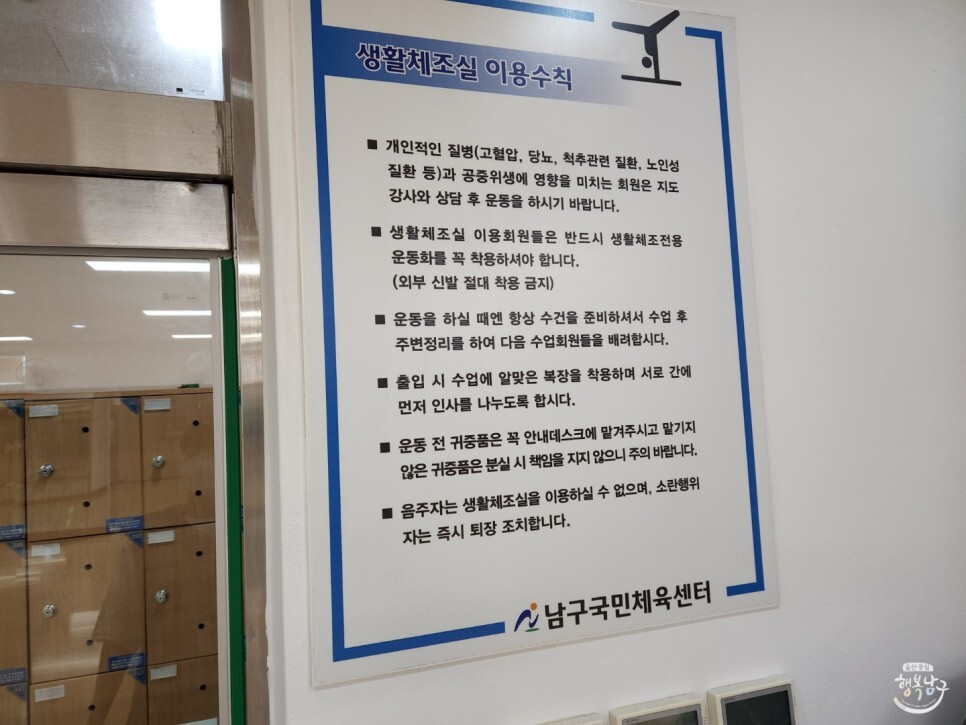 생활체조실 이용수칙
■ 개인적인 질병(고혈압, 당뇨, 척추관련 질환, 노인성
질환 등)과 공중위생에 영향을 미치는 회원은 지도
강사와 상담 후 운동을 하시기 바랍니다.
■ 생활체조실 이용회원들은 반드시 생활체조전용
운동화를 꼭 착용하셔야 합니다.
(외부 신발 절대 착용 금지)
■ 운동을 하실 때엔 항상 수건을 준비하셔서 수업 후
주변정리를 하여 다음 수업회원들을 배려합시다.
■ 출입 시 수업에 알맞은 복장을 착용하며 서로 간에
먼저 인사를 나누도록 합시다.
■ 운동 전 귀중품은 꼭 안내데스크에 맡겨주시고 맡기지
않은 귀중품은 분실 시 책임을 지지 않으니 주의 바랍니다.
■ 음주자는 생활체조실을 이용하실 수 없으며, 소란행위
자는 즉시 퇴장 조치합니다.
남구국민체육센터
울산광역시
행복남구